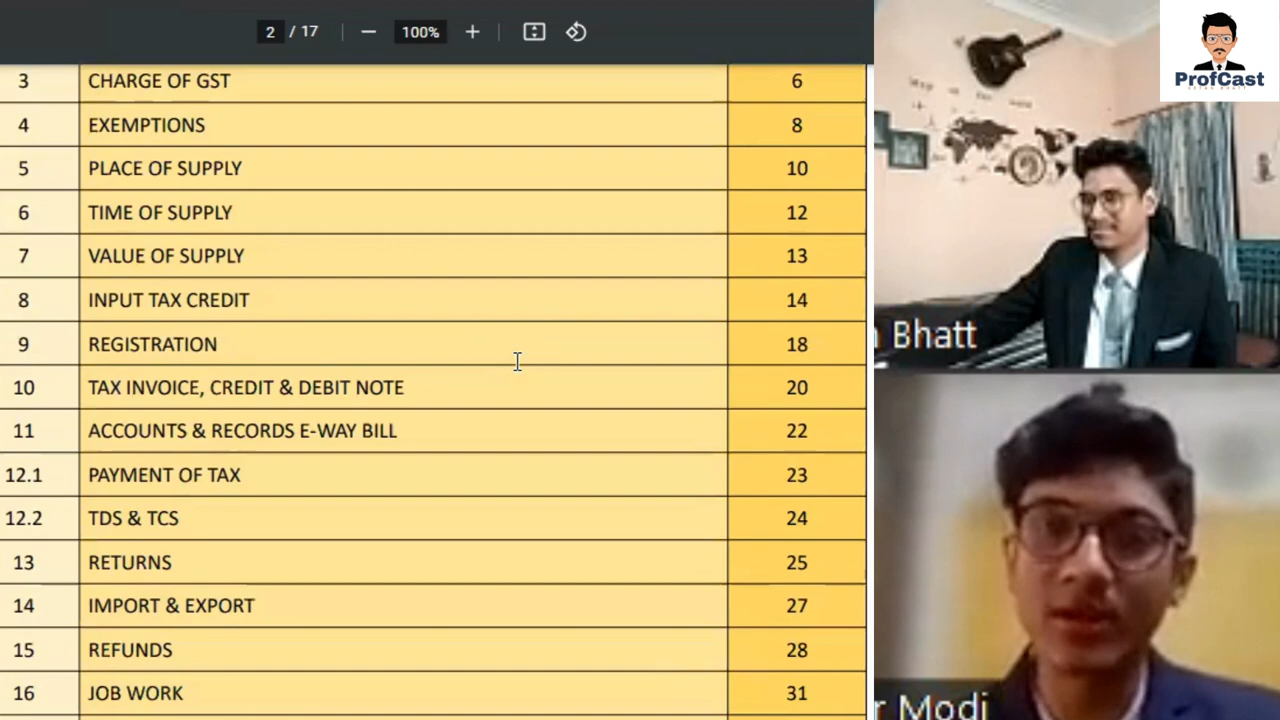 2 / 17 100%
3 CHARGE OF GST 6
4 EXEMPTIONS 8
5 PLACE OF SUPPLY 10
6 TIME OF SUPPLY 12
7 VALUE OF SUPPLY 13
8 INPUT TAX CREDIT 14
9 REGISTRATION 18
10 TAX INVOICE, CREDIT & DEBIT NOTE 20
11 ACCOUNTS & RECORDS E-WAY BILL 22
12.1 PAYMENT OF TAX 23
12.2 TDS & TCS 24
13 RETURNS 25
14 IMPORT & EXPORT 27
15 REFUNDS 28
16 JOB WORK 31
ProfCast
Bhatt
r Modi